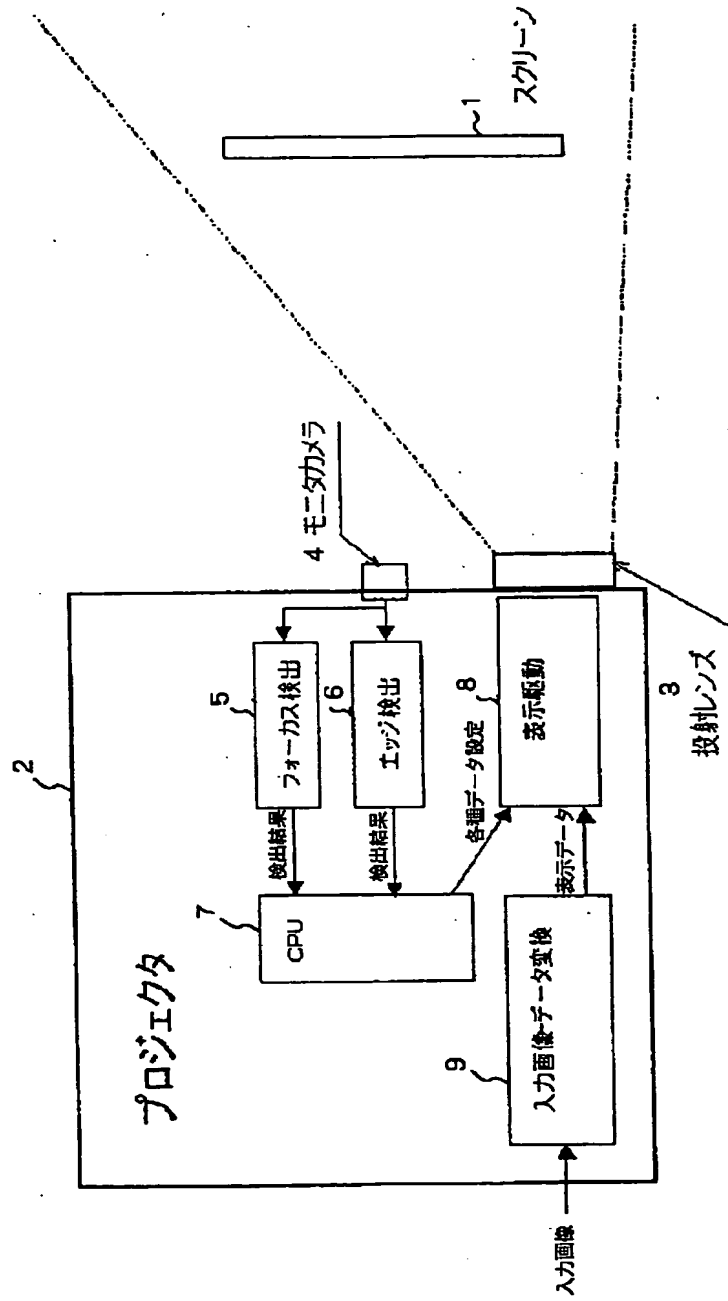 2
プロジェクタ
7
CPU
検出結果
検出結果
5
フォーカス検出
6
エッジ検出
4 モニタカメラ
各種データ設定
8
表示駆動
表示データ
9
入力画像データ変換
入力画像
3
投射レンズ
1
スクリーン